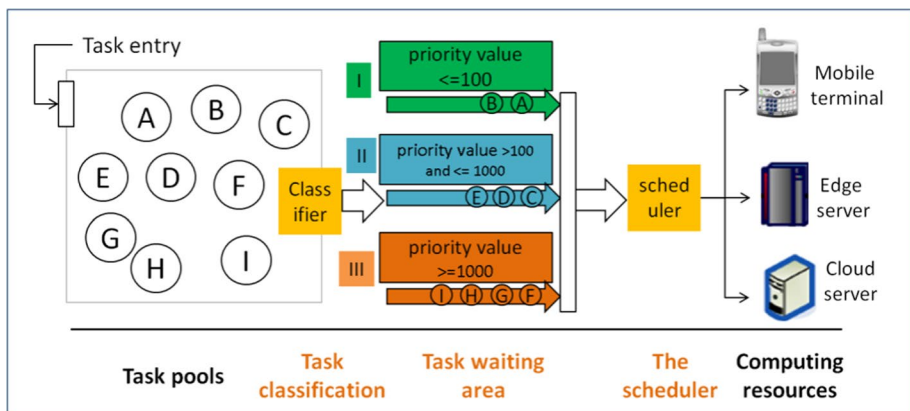 Task entry
A
B
C
E
D
F
G
H
I
Class
ifier
I
priority value
<=100
B A
II
priority value >100
and <= 1000
E D C
III
priority value
>=1000
I H G F
sched
uler
Mobile
terminal
Edge
server
Cloud
server
Task pools
Task
classification
Task waiting
area
The
scheduler
Computing
resources